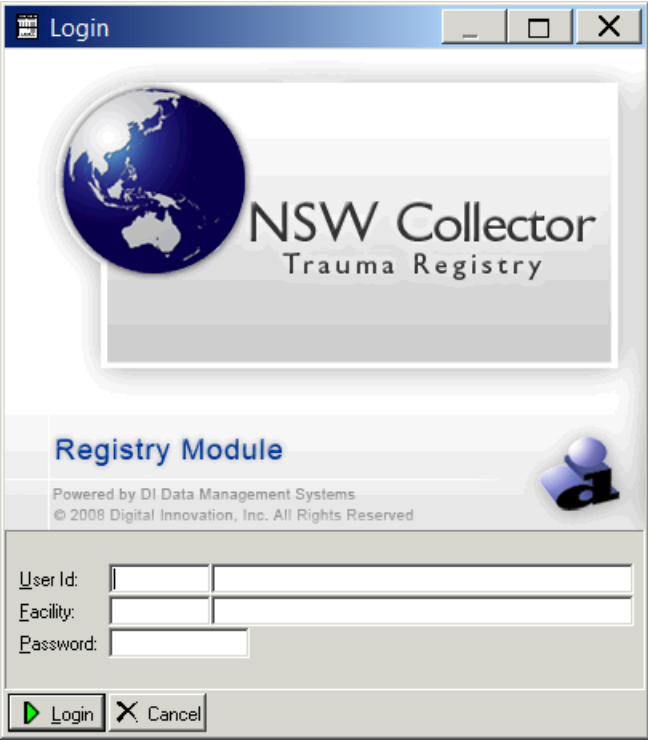 Login
NSW Collector
Trauma Registry
Registry Module
Powered by DI Data Management Systems
© 2008 Digital Innovation, Inc. All Rights Reserved
User Id:
Facility:
Password:
Login
Cancel